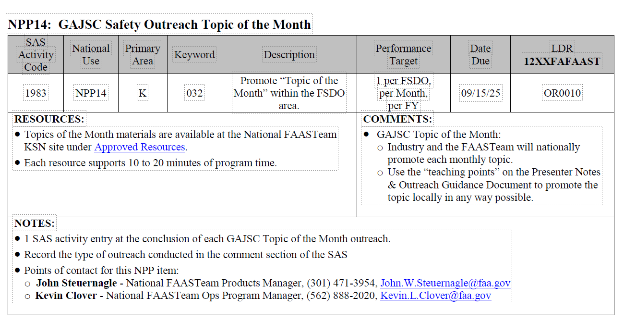 NPP14: GAJSC Safety Outreach Topic of the Month
SAS Activity Code
National Use
Primary Area
Keyword
Description
Performance Target
Date Due
LDR 12XXFAFAAST
1983
NPP14
K
032
Promote “Topic of the Month” within the FSDO area.
1 per FSDO, per Month, per FY
09/15/25
OR0010
RESOURCES:
● Topics of the Month materials are available at the National FAASTeam
KSN site under Approved Resources.
● Each resource supports 10 to 20 minutes of program time.
COMMENTS:
● GAJSC Topic of the Month:
○ Industry and the FAASTeam will nationally
promote each monthly topic.
○ Use the “teaching points” on the Presenter Notes
& Outreach Guidance Document to promote the
topic locally in any way possible.
NOTES:
● 1 SAS activity entry at the conclusion of each GAJSC Topic of the Month outreach.
● Record the type of outreach conducted in the comment section of the SAS
● Points of contact for this NPP item:
○ John Steuernagle - National FAASTeam Products Manager, (301) 471-3954, John.W.Steuernagle@faa.gov
○ Kevin Clover - National FAASTeam Ops Program Manager, (562) 888-2020, Kevin.L.Clover@faa.gov